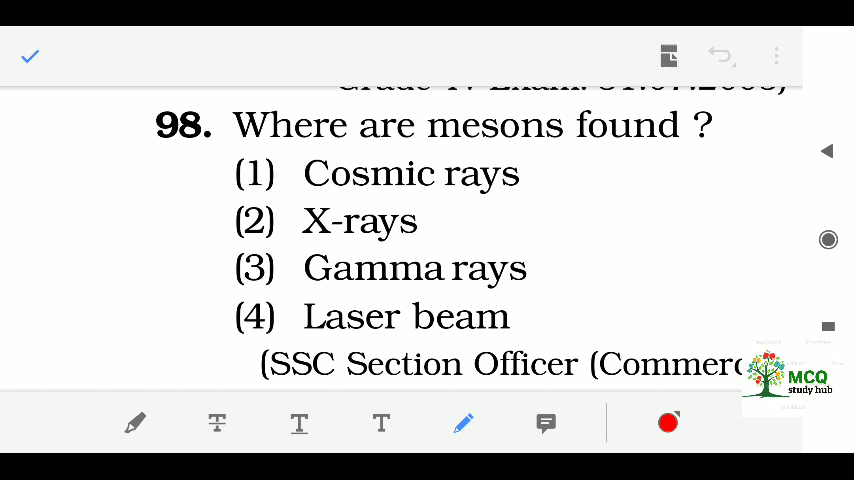 98. Where are mesons found ?
(1) Cosmic rays
(2) X-rays
(3) Gamma rays
(4) Laser beam
(SSC Section Officer (Commerc
MCQ
study hub